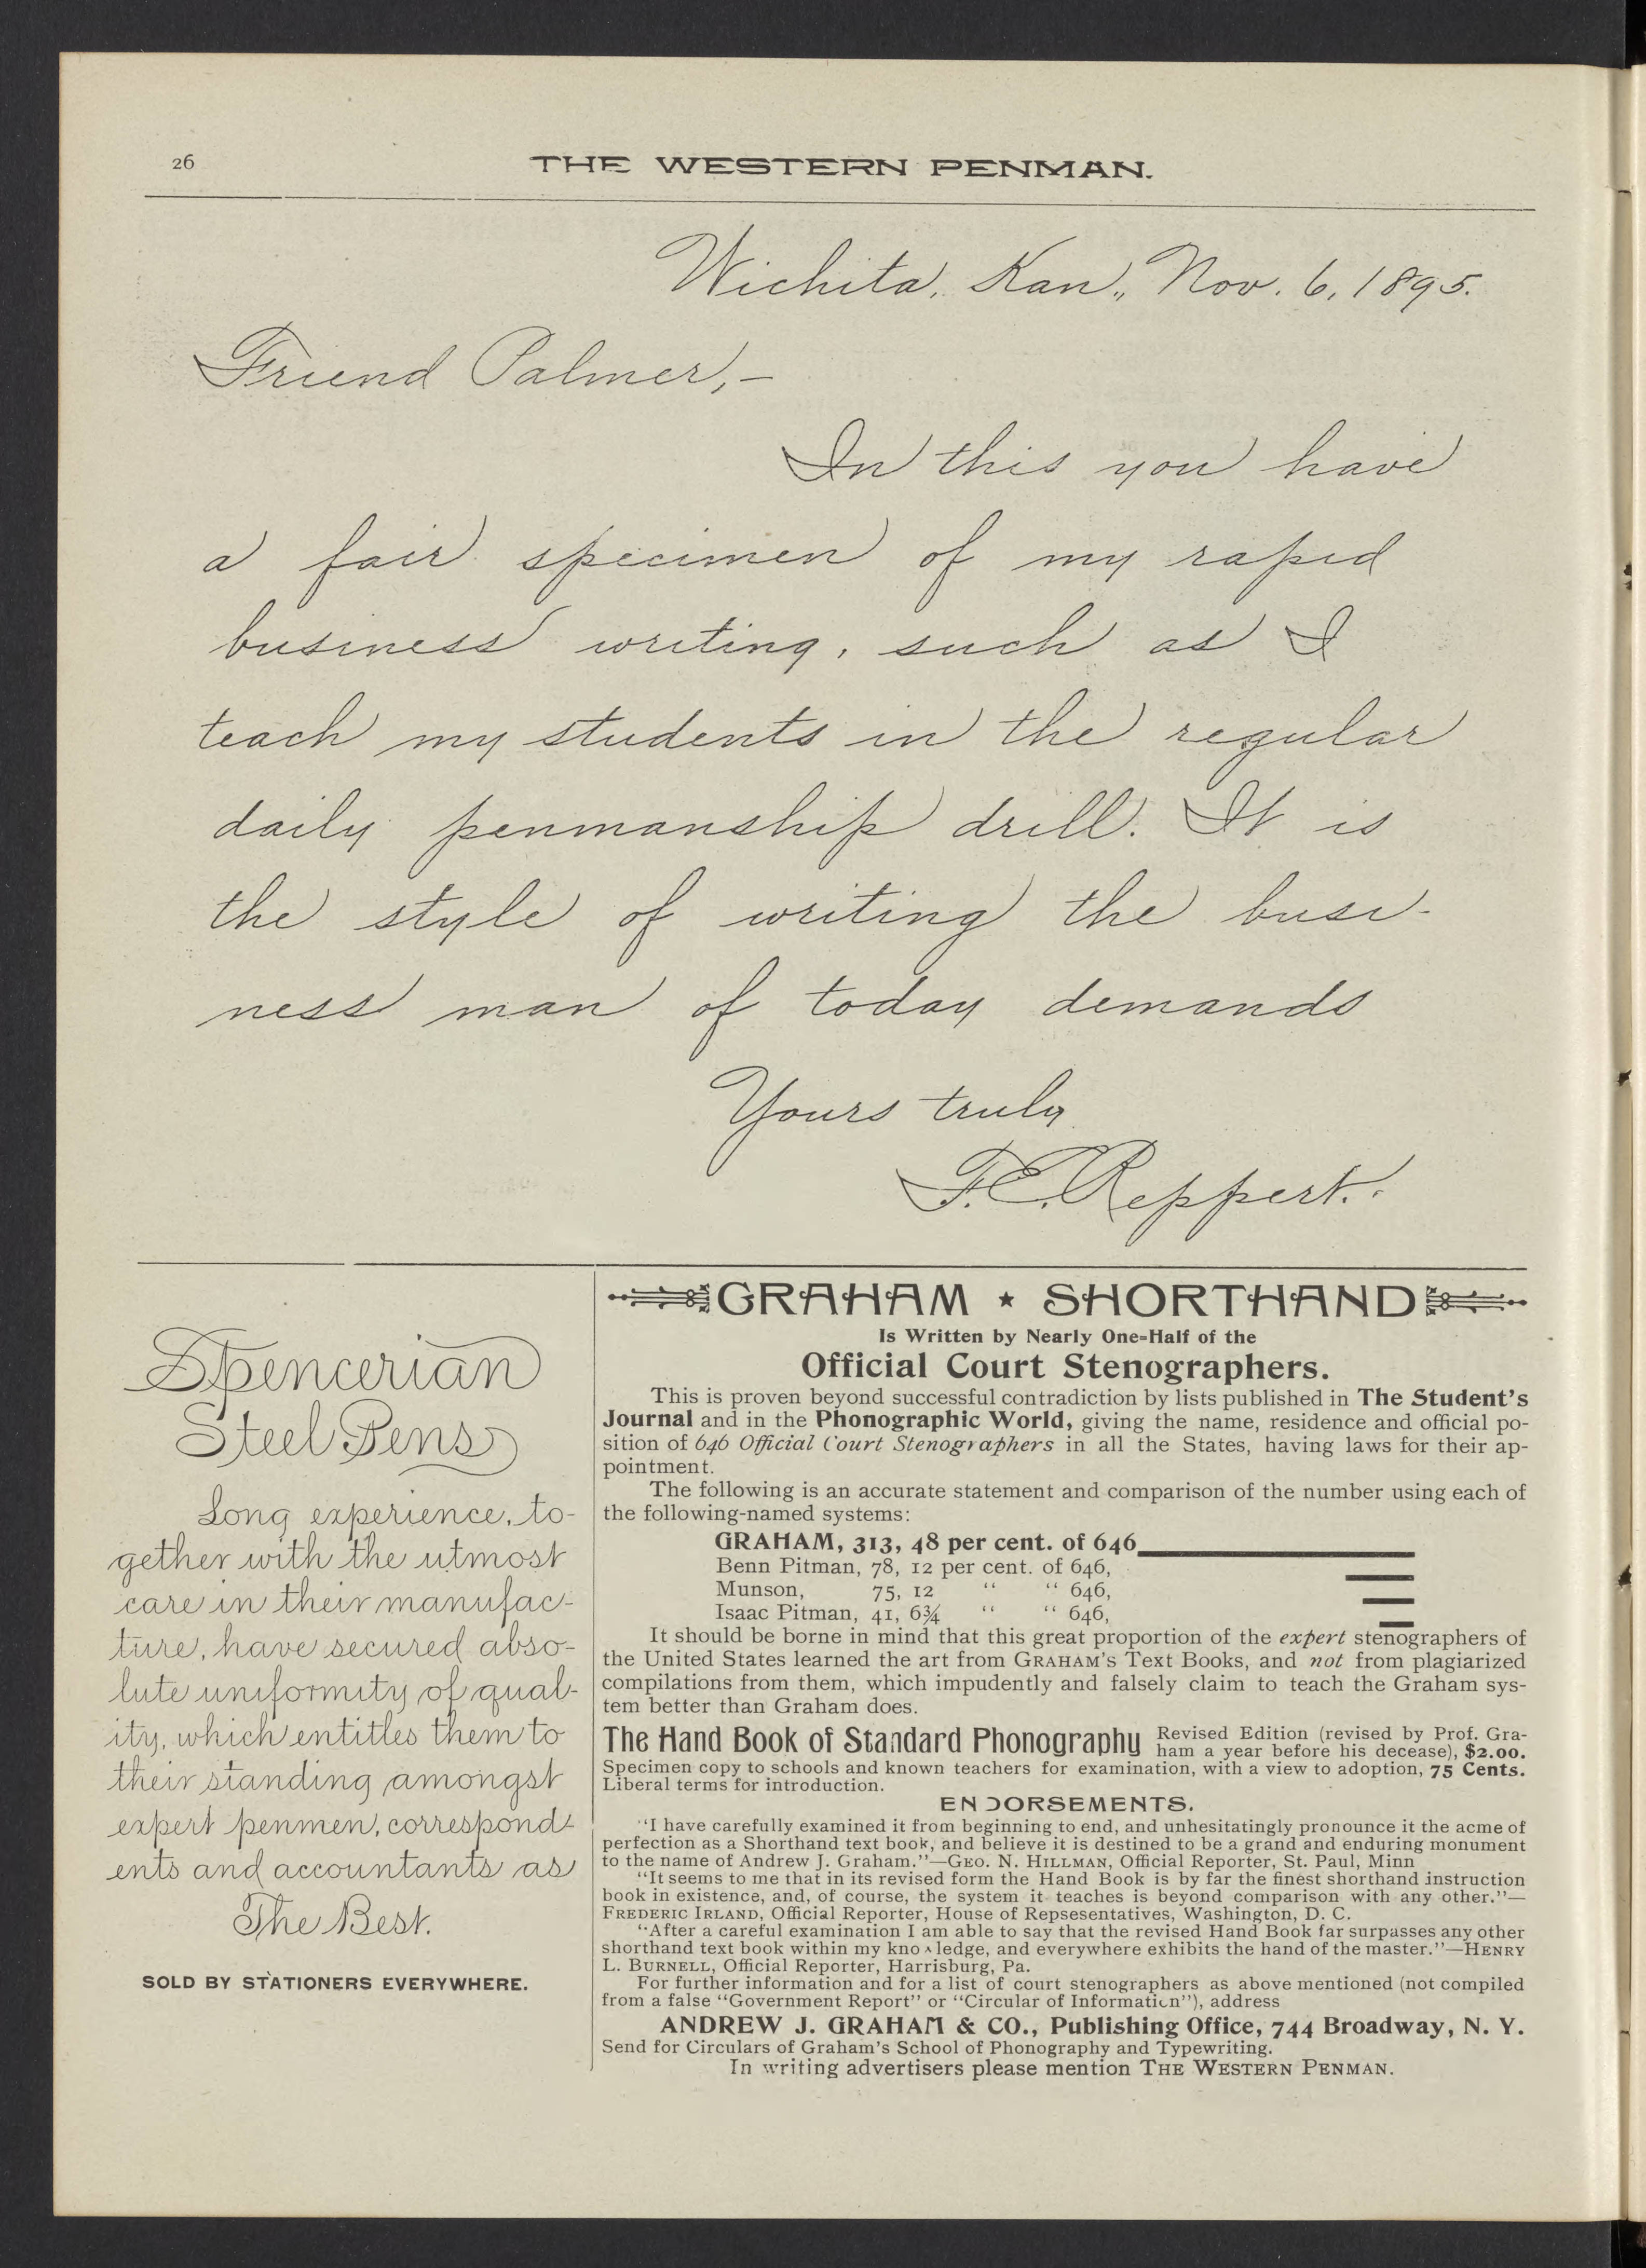 26
THE WESTERN PENMAN.
Wichita, Kan., Nov. 6, 1895.
Friend Palmer,—
In this you have
a fair specimen of my rapid
business writing, such as I
teach my students in the regular
daily penmanship drill. It is
the style of writing the busi-
ness man of today demands
Yours truly
F. E. Reppert.
Spencerian
Steel Pens
Long experience, to-
gether with the utmost
care in their manufac-
ture, have secured abso-
lute uniformity of qual-
ity, which entitles them to
their standing amongst
expert penmen, correspond-
ents and accountants as
The Best.
SOLD BY STATIONERS EVERYWHERE.
GRAHAM ★ SHORTHAND
Is Written by Nearly One-Half of the
Official Court Stenographers.
This is proven beyond successful contradiction by lists published in The Student's
Journal and in the Phonographic World, giving the name, residence and official po-
sition of 646 Official Court Stenographers in all the States, having laws for their ap-
pointment.
The following is an accurate statement and comparison of the number using each of
the following-named systems:
GRAHAM, 313, 48 per cent. of 646
Benn Pitman, 78, 12 per cent. of 646,
Munson, 75, 12 " " 646,
Isaac Pitman, 41, 6¾ " " 646,
It should be borne in mind that this great proportion of the expert stenographers of
the United States learned the art from GRAHAM'S Text Books, and not from plagiarized
compilations from them, which impudently and falsely claim to teach the Graham sys-
tem better than Graham does.
The Hand Book of Standard Phonography Revised Edition (revised by Prof. Gra-
ham a year before his decease), $2.00.
Specimen copy to schools and known teachers for examination, with a view to adoption, 75 Cents.
Liberal terms for introduction.
ENDORSEMENTS.
"I have carefully examined it from beginning to end, and unhesitatingly pronounce it the acme of
perfection as a Shorthand text book, and believe it is destined to be a grand and enduring monument
to the name of Andrew J. Graham."—GEO. N. HILLMAN, Official Reporter, St. Paul, Minn
"It seems to me that in its revised form the Hand Book is by far the finest shorthand instruction
book in existence, and, of course, the system it teaches is beyond comparison with any other."—
FREDERIC IRLAND, Official Reporter, House of Repsesentatives, Washington, D. C.
"After a careful examination I am able to say that the revised Hand Book far surpasses any other
shorthand text book within my knowledge, and everywhere exhibits the hand of the master."—HENRY
L. BURNELL, Official Reporter, Harrisburg, Pa.
For further information and for a list of court stenographers as above mentioned (not compiled
from a false "Government Report" or "Circular of Information"), address
ANDREW J. GRAHAM & CO., Publishing Office, 744 Broadway, N. Y.
Send for Circulars of Graham's School of Phonography and Typewriting.
In writing advertisers please mention THE WESTERN PENMAN.